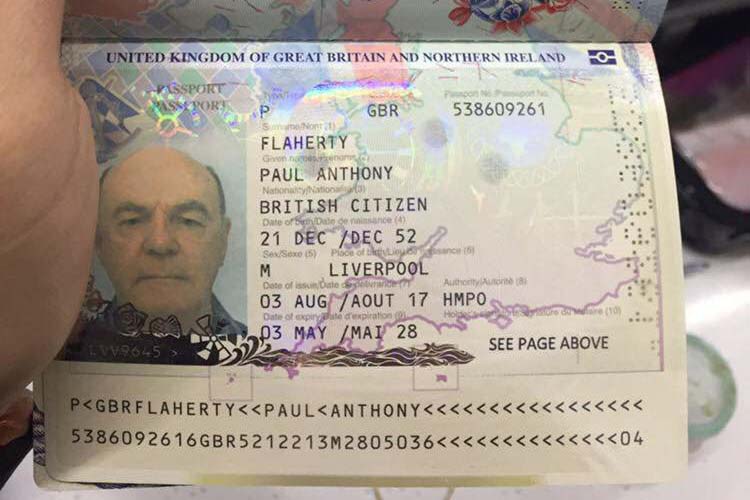 UNITED KINGDOM OF GREAT BRITAIN AND NORTHERN IRELAND
PASSPORT
PASSEPORT
Passport No./Passeport No.
P GBR 538609261
Surname/Nom (1)
FLAHERTY
Given names/Prénoms (2)
PAUL ANTHONY
Nationality/Nationalité (3)
BRITISH CITIZEN
Date of birth/Date de naissance (4)
21 DEC /DEC 52
Sex/Sexe (5) Place of birth/Lieu de naissance (6)
M LIVERPOOL
Date of issue/Date de délivrance (7) Authority/Autorité (8)
03 AUG /AOUT 17 HMPO
Date of expiry/Date d'expiration (9) Holder's signature/Signature du titulaire (10)
03 MAY /MAI 28
SEE PAGE ABOVE
LVV9645 >
P<GBRFLAHERTY<<PAUL<ANTHONY<<<<<<<<<<<<<<<<<
5386092616GBR5212213M2805036<<<<<<<<<<<<<<04